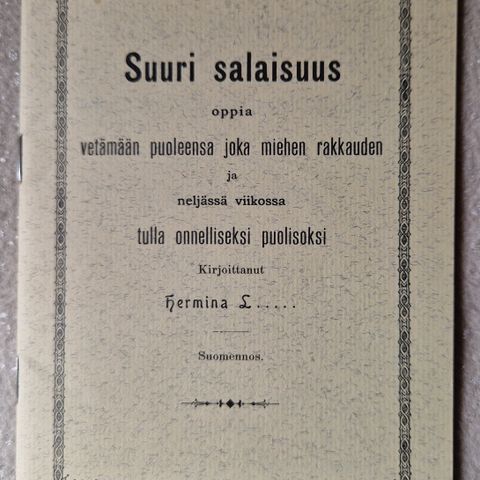 Suuri salaisuus
oppia
vetämään puoleensa joka miehen rakkauden
ja
neljässä viikossa
tulla onnelliseksi puolisoksi
Kirjoittanut
Hermina L.....
Suomennos.